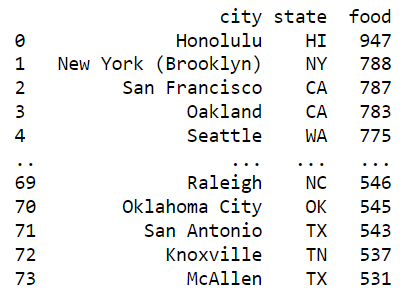 city state food
0 Honolulu HI 947
1 New York (Brooklyn) NY 788
2 San Francisco CA 787
3 Oakland CA 783
4 Seattle WA 775
.. ... ... ...
69 Raleigh NC 546
70 Oklahoma City OK 545
71 San Antonio TX 543
72 Knoxville TN 537
73 McAllen TX 531